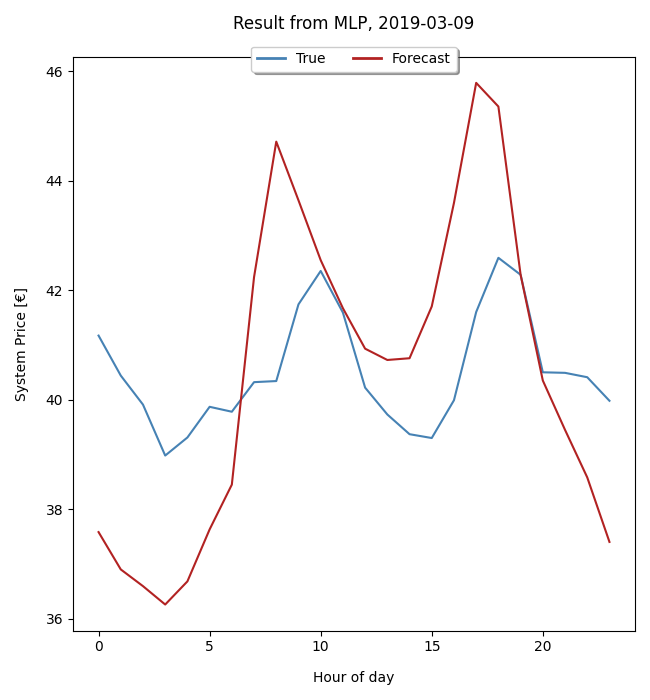 Result from MLP, 2019-03-09
True Forecast
System Price [€]
46
44
42
40
38
36
0 5 10 15 20
Hour of day